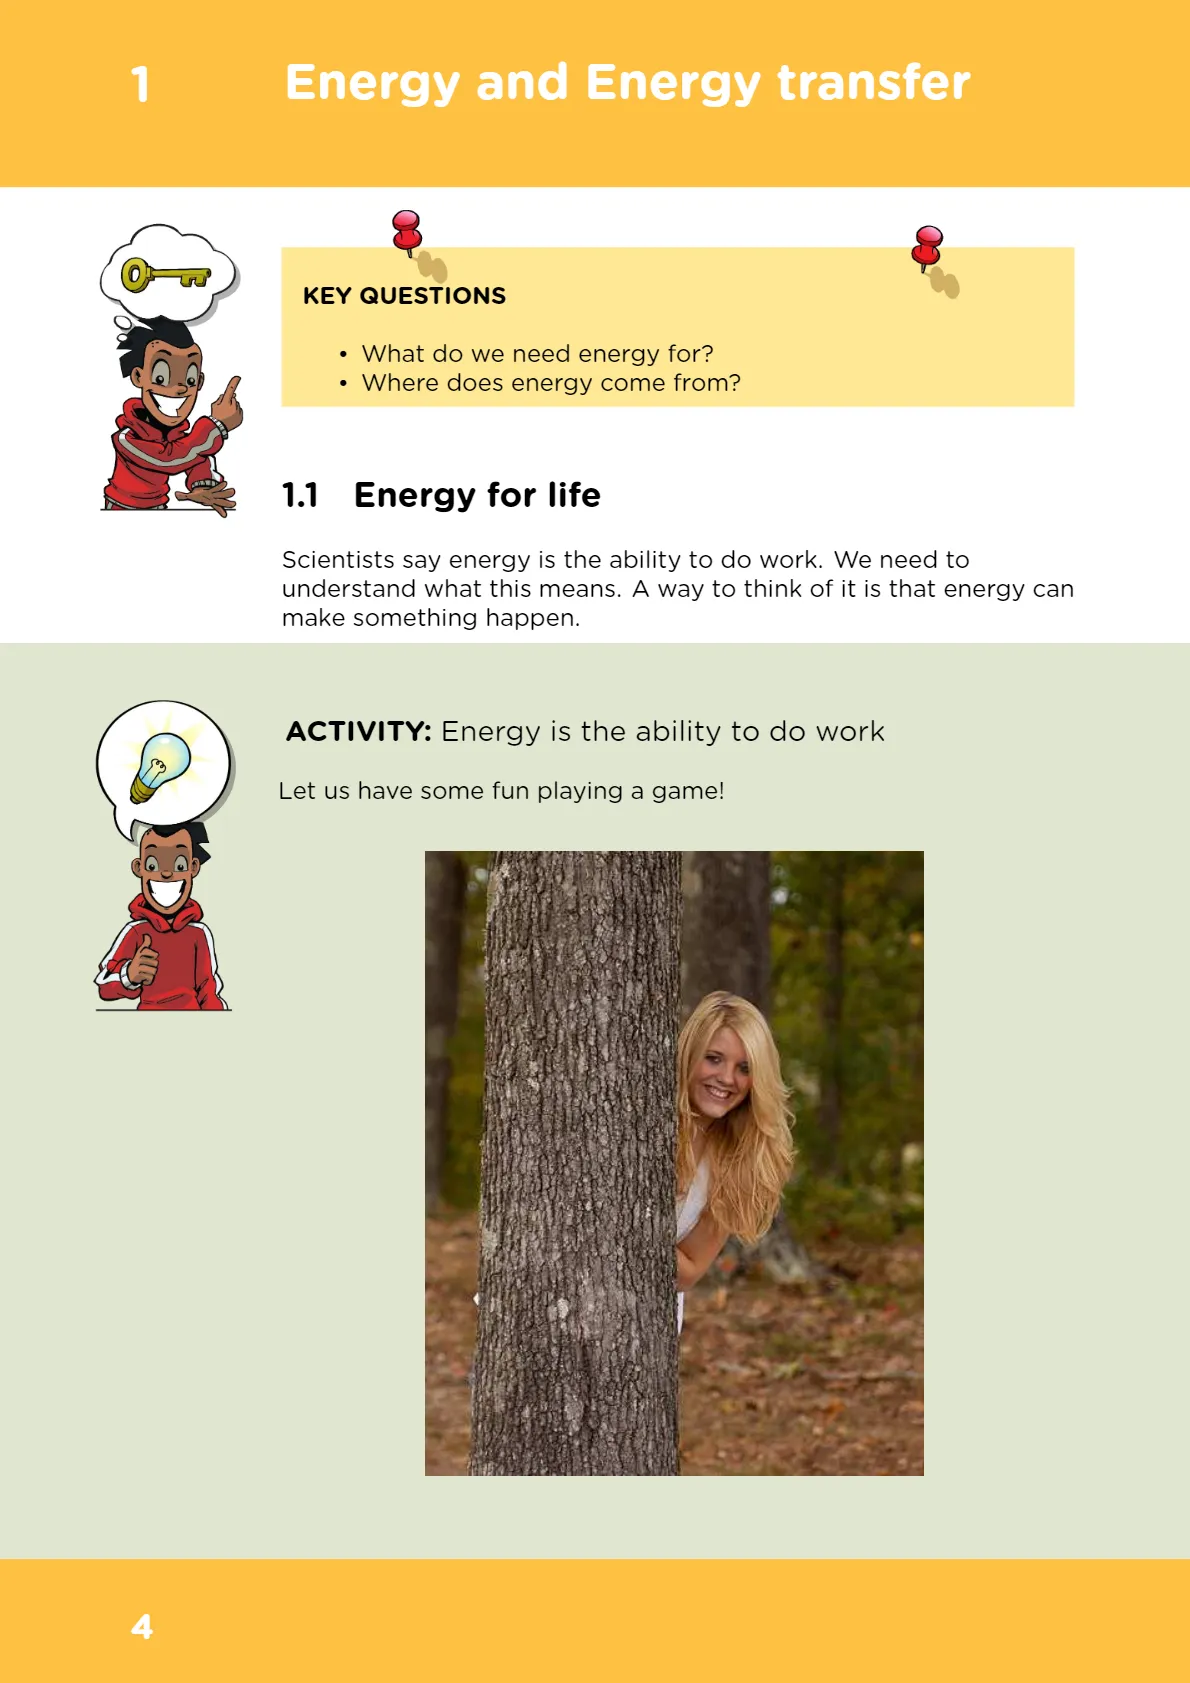 1 Energy and Energy transfer
KEY QUESTIONS
• What do we need energy for?
• Where does energy come from?
1.1 Energy for life
Scientists say energy is the ability to do work. We need to
understand what this means. A way to think of it is that energy can
make something happen.
ACTIVITY: Energy is the ability to do work
Let us have some fun playing a game!
4